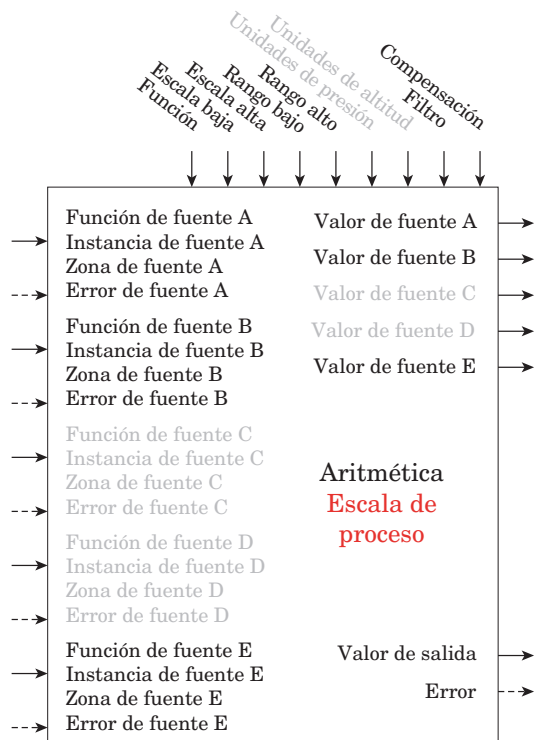 Función
Escala baja
Escala alta
Rango bajo
Rango alto
Unidades de presión
Unidades de altitud
Filtro
Compensación
Función de fuente A
Instancia de fuente A
Zona de fuente A
Error de fuente A
Función de fuente B
Instancia de fuente B
Zona de fuente B
Error de fuente B
Función de fuente C
Instancia de fuente C
Zona de fuente C
Error de fuente C
Función de fuente D
Instancia de fuente D
Zona de fuente D
Error de fuente D
Función de fuente E
Instancia de fuente E
Zona de fuente E
Error de fuente E
Valor de fuente A
Valor de fuente B
Valor de fuente C
Valor de fuente D
Valor de fuente E
Aritmética
Escala de
proceso
Valor de salida
Error